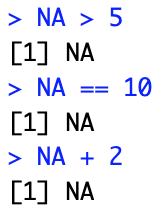 > NA > 5
[1] NA
> NA == 10
[1] NA
> NA + 2
[1] NA